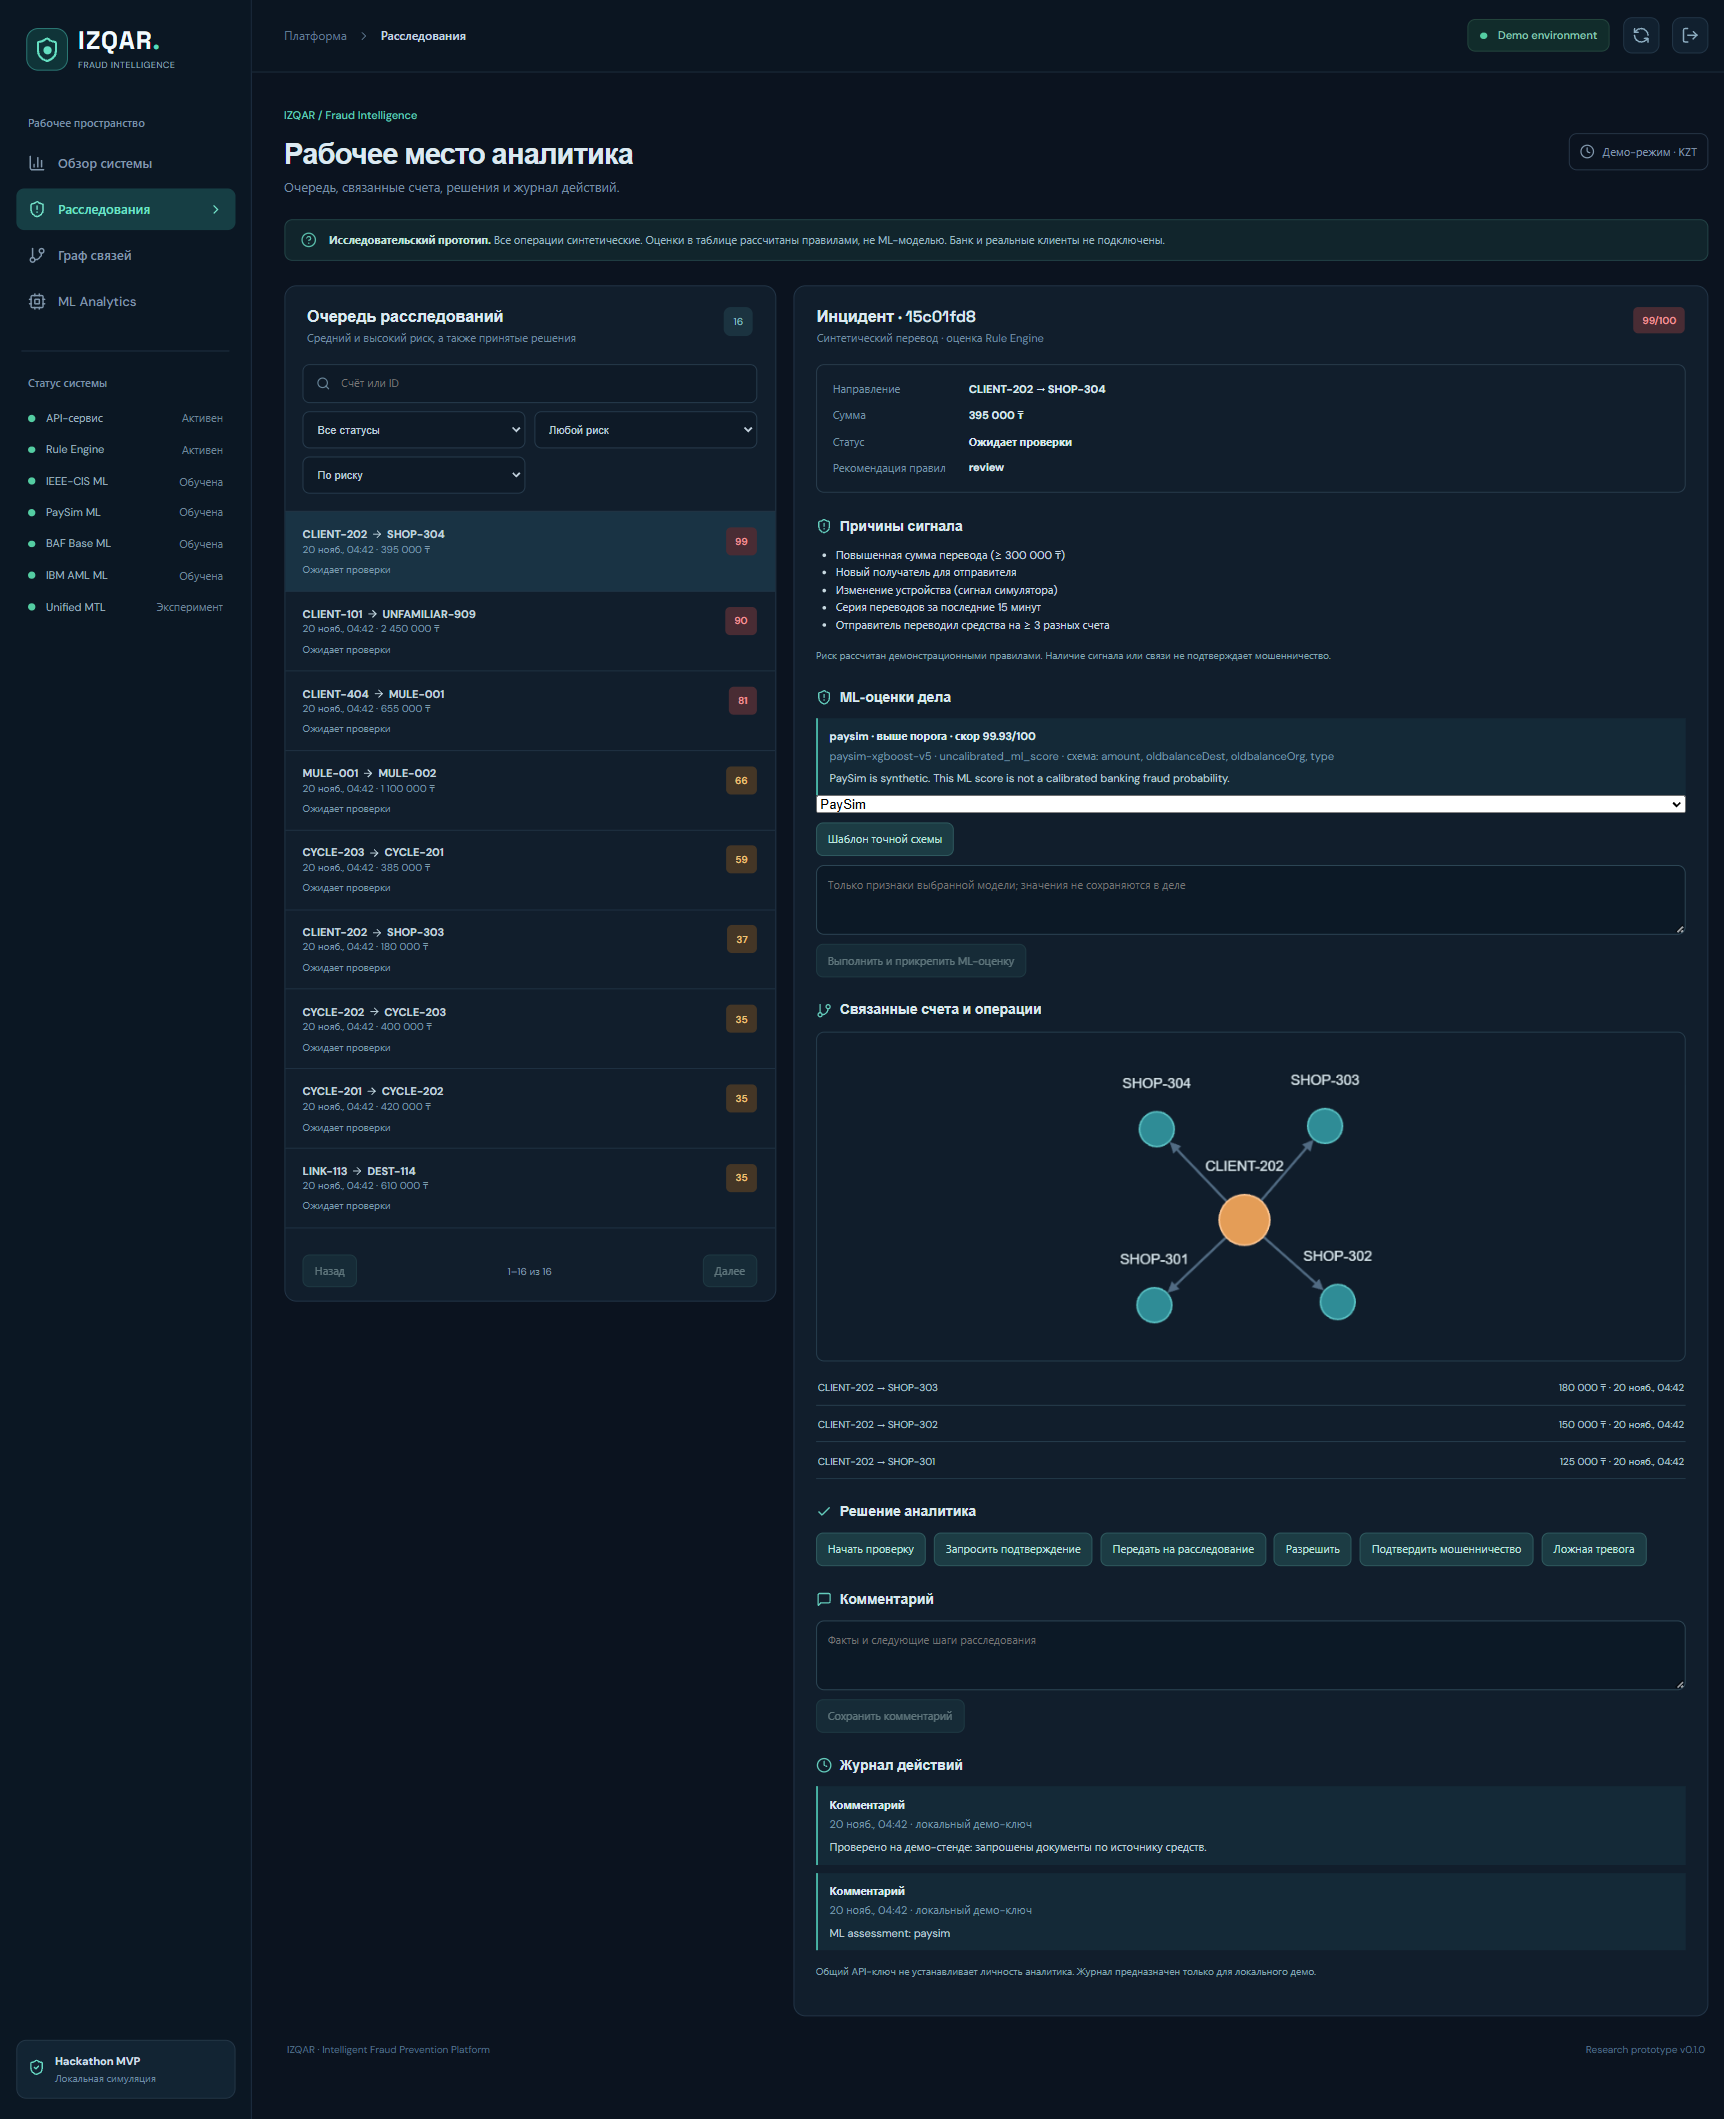 IZQAR.
FRAUD INTELLIGENCE
Рабочее пространство
Обзор системы
Расследования
Граф связей
ML Analytics
Статус системы
API-сервис Активен
Rule Engine Активен
IEEE-CIS ML Обучена
PaySim ML Обучена
BAF Base ML Обучена
IBM AML ML Обучена
Unified MTL Эксперимент
Hackathon MVP
Локальная симуляция
Платформа > Расследования
Demo environment
IZQAR / Fraud Intelligence
Рабочее место аналитика
Очередь, связанные счета, решения и журнал действий.
Демо-режим · KZT
Исследовательский прототип. Все операции синтетические. Оценки в таблице рассчитаны правилами, не ML-моделью. Банк и реальные клиенты не подключены.
Очередь расследований
16
Средний и высокий риск, а также принятые решения
Счёт или ID
Все статусы
Любой риск
По риску
CLIENT-202 → SHOP-304
99
20 нояб., 04:42 · 395 000 ₸
Ожидает проверки
CLIENT-101 → UNFAMILIAR-909
90
20 нояб., 04:42 · 2 450 000 ₸
Ожидает проверки
CLIENT-404 → MULE-001
81
20 нояб., 04:42 · 655 000 ₸
Ожидает проверки
MULE-001 → MULE-002
66
20 нояб., 04:42 · 1 100 000 ₸
Ожидает проверки
CYCLE-203 → CYCLE-201
59
20 нояб., 04:42 · 385 000 ₸
Ожидает проверки
CLIENT-202 → SHOP-303
37
20 нояб., 04:42 · 180 000 ₸
Ожидает проверки
CYCLE-202 → CYCLE-203
35
20 нояб., 04:42 · 400 000 ₸
Ожидает проверки
CYCLE-201 → CYCLE-202
35
20 нояб., 04:42 · 420 000 ₸
Ожидает проверки
LINK-113 → DEST-114
35
20 нояб., 04:42 · 610 000 ₸
Ожидает проверки
Назад
1–16 из 16
Далее
Инцидент · 15c01fd8
99/100
Синтетический перевод · оценка Rule Engine
Направление CLIENT-202 → SHOP-304
Сумма 395 000 ₸
Статус Ожидает проверки
Рекомендация правил review
Причины сигнала
• Повышенная сумма перевода (≥ 300 000 ₸)
• Новый получатель для отправителя
• Изменение устройства (сигнал симулятора)
• Серия переводов за последние 15 минут
• Отправитель переводил средства на ≥ 3 разных счета
Риск рассчитан демонстрационными правилами. Наличие сигнала или связи не подтверждает мошенничество.
ML-оценки дела
paysim · выше порога · скор 99.93/100
paysim-xgboost-v5 · uncalibrated_ml_score · схема: amount, oldbalanceDest, oldbalanceOrg, type
PaySim is synthetic. This ML score is not a calibrated banking fraud probability.
PaySim
Шаблон точной схемы
Только признаки выбранной модели; значения не сохраняются в деле
Выполнить и прикрепить ML-оценку
Связанные счета и операции
SHOP-304
SHOP-303
CLIENT-202
SHOP-301
SHOP-302
CLIENT-202 → SHOP-303 180 000 ₸ · 20 нояб., 04:42
CLIENT-202 → SHOP-302 150 000 ₸ · 20 нояб., 04:42
CLIENT-202 → SHOP-301 125 000 ₸ · 20 нояб., 04:42
Решение аналитика
Начать проверку
Запросить подтверждение
Передать на расследование
Разрешить
Подтвердить мошенничество
Ложная тревога
Комментарий
Факты и следующие шаги расследования
Сохранить комментарий
Журнал действий
Комментарий
20 нояб., 04:42 · локальный демо-ключ
Проверено на демо-стенде: запрошены документы по источнику средств.
Комментарий
20 нояб., 04:42 · локальный демо-ключ
ML assessment: paysim
Общий API-ключ не устанавливает личность аналитика. Журнал предназначен только для локального демо.
IZQAR · Intelligent Fraud Prevention Platform
Research prototype v0.1.0